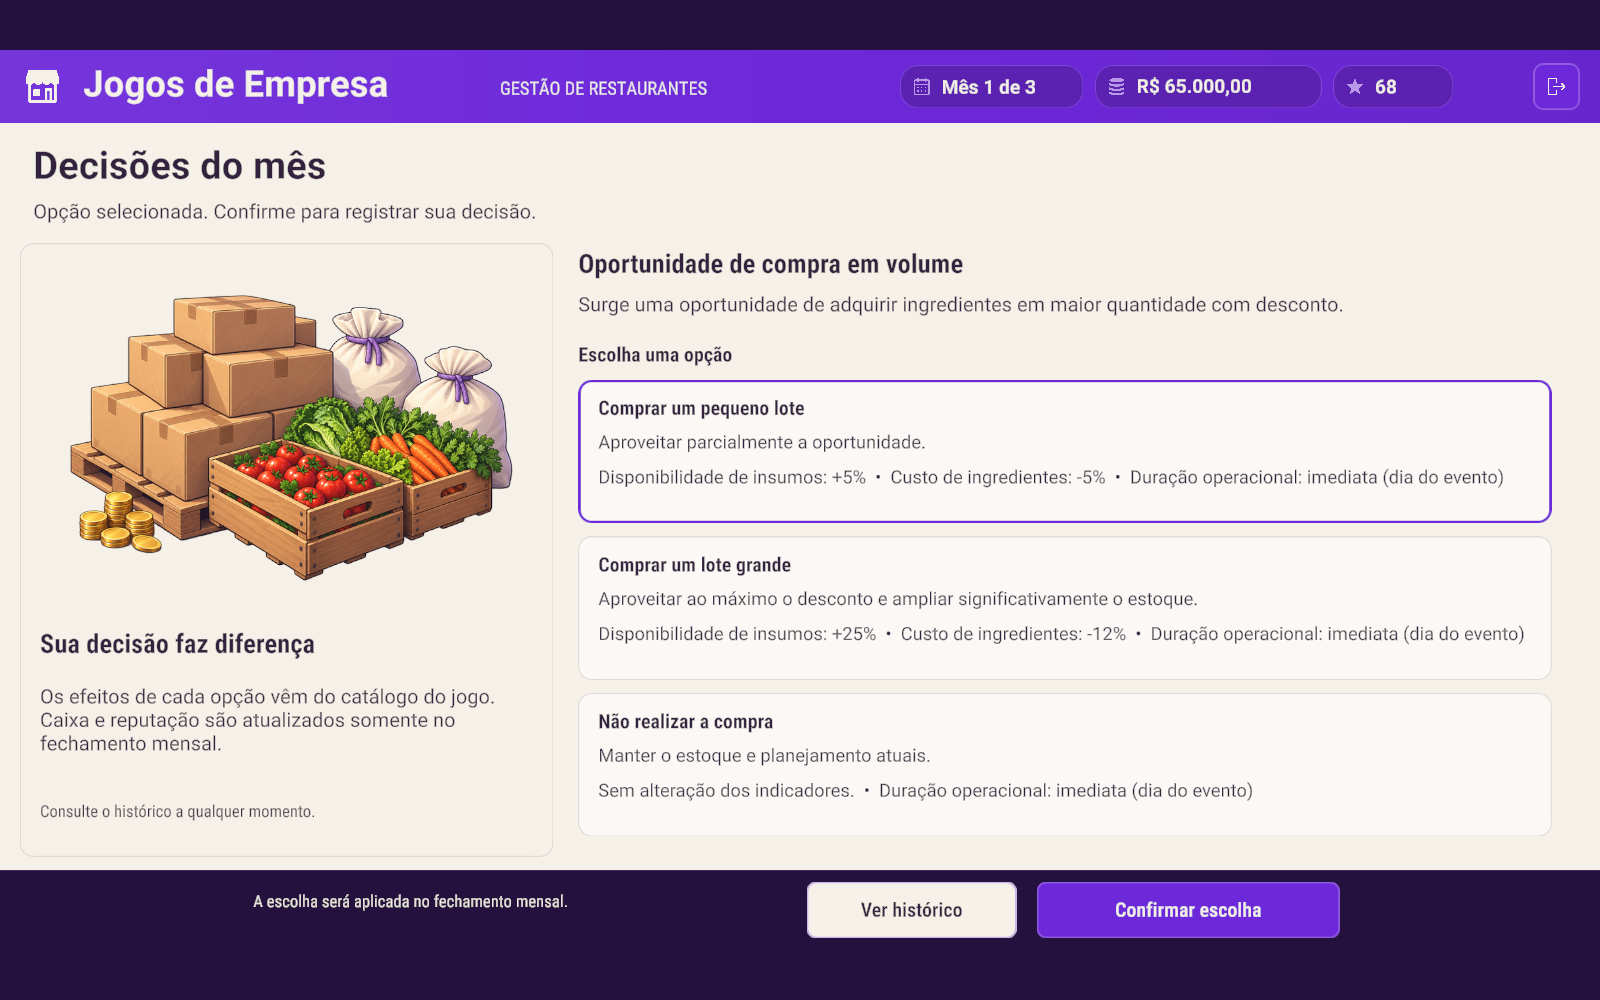 Jogos de Empresa
GESTÃO DE RESTAURANTES
Mês 1 de 3
R$ 65.000,00
68
Decisões do mês
Opção selecionada. Confirme para registrar sua decisão.
Sua decisão faz diferença
Os efeitos de cada opção vêm do catálogo do jogo.
Caixa e reputação são atualizados somente no
fechamento mensal.
Consulte o histórico a qualquer momento.
Oportunidade de compra em volume
Surge uma oportunidade de adquirir ingredientes em maior quantidade com desconto.
Escolha uma opção
Comprar um pequeno lote
Aproveitar parcialmente a oportunidade.
Disponibilidade de insumos: +5% • Custo de ingredientes: -5% • Duração operacional: imediata (dia do evento)
Comprar um lote grande
Aproveitar ao máximo o desconto e ampliar significativamente o estoque.
Disponibilidade de insumos: +25% • Custo de ingredientes: -12% • Duração operacional: imediata (dia do evento)
Não realizar a compra
Manter o estoque e planejamento atuais.
Sem alteração dos indicadores. • Duração operacional: imediata (dia do evento)
A escolha será aplicada no fechamento mensal.
Ver histórico
Confirmar escolha